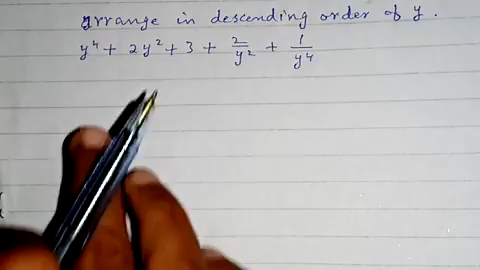 Arrange in descending order of y.
y⁴ + 2y² + 3 + 2/y² + 1/y⁴